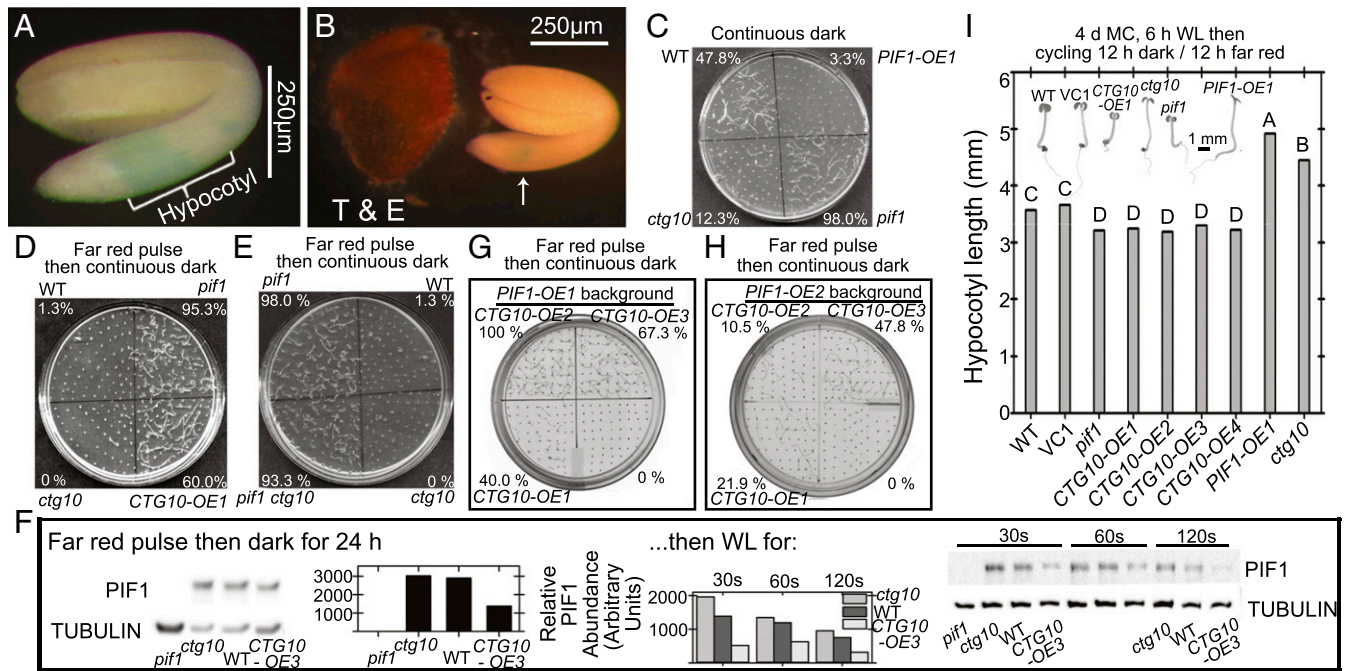 A
250µm
Hypocotyl
B
250µm
T & E
C
Continuous dark
WT 47.8%
3.3% PIF1-OE1
ctg10 12.3%
98.0% pif1
D
Far red pulse
then continuous dark
WT
pif1
1.3%
95.3%
0 %
60.0%
ctg10
CTG10-OE1
E
Far red pulse
then continuous dark
pif1
WT
98.0 %
1.3 %
93.3 %
0 %
pif1 ctg10
ctg10
G
Far red pulse
then continuous dark
PIF1-OE1 background
CTG10-OE2
CTG10-OE3
100 %
67.3 %
40.0 %
0 %
CTG10-OE1
H
Far red pulse
then continuous dark
PIF1-OE2 background
CTG10-OE2
CTG10-OE3
10.5 %
47.8 %
21.9 %
0 %
CTG10-OE1
I
4 d MC, 6 h WL then
cycling 12 h dark / 12 h far red
Hypocotyl length (mm)
6
5
4
3
2
1
0
WT
VC1
CTG10
-OE1
ctg10
pif1
PIF1-OE1
1 mm
C
C
D
D
D
D
D
A
B
WT
VC1
pif1
CTG10-OE1
CTG10-OE2
CTG10-OE3
CTG10-OE4
PIF1-OE1
ctg10
F
Far red pulse then dark for 24 h
PIF1
TUBULIN
pif1
ctg10
WT
CTG10
- OE3
3000
2000
1000
pif1
ctg10
WT
CTG10
- OE3
Relative
PIF1
Abundance
(Arbitrary
Units)
...then WL for:
30s
60s
120s
2000
1000
ctg10
WT
CTG10
-OE3
30s
60s
120s
PIF1
TUBULIN
pif1
ctg10
WT
CTG10
-OE3
ctg10
WT
CTG10
-OE3